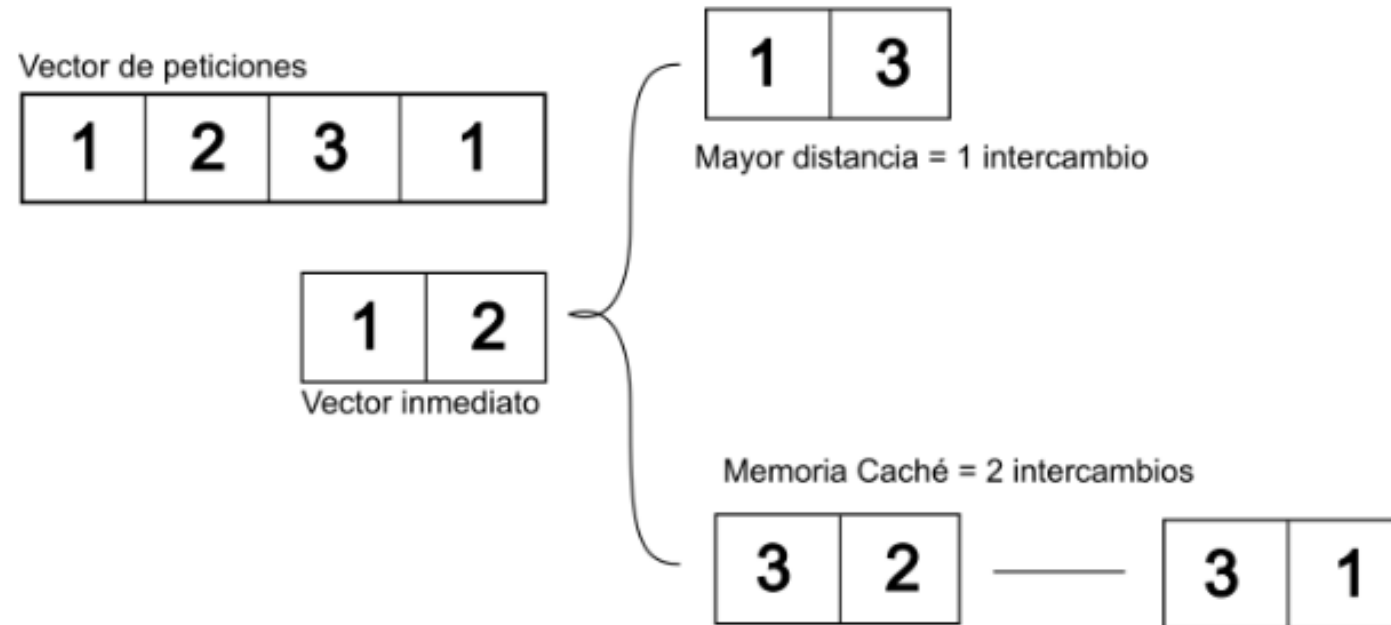 Vector de peticiones
1 2 3 1
1 2
Vector inmediato
1 3
Mayor distancia = 1 intercambio
Memoria Caché = 2 intercambios
3 2
3 1